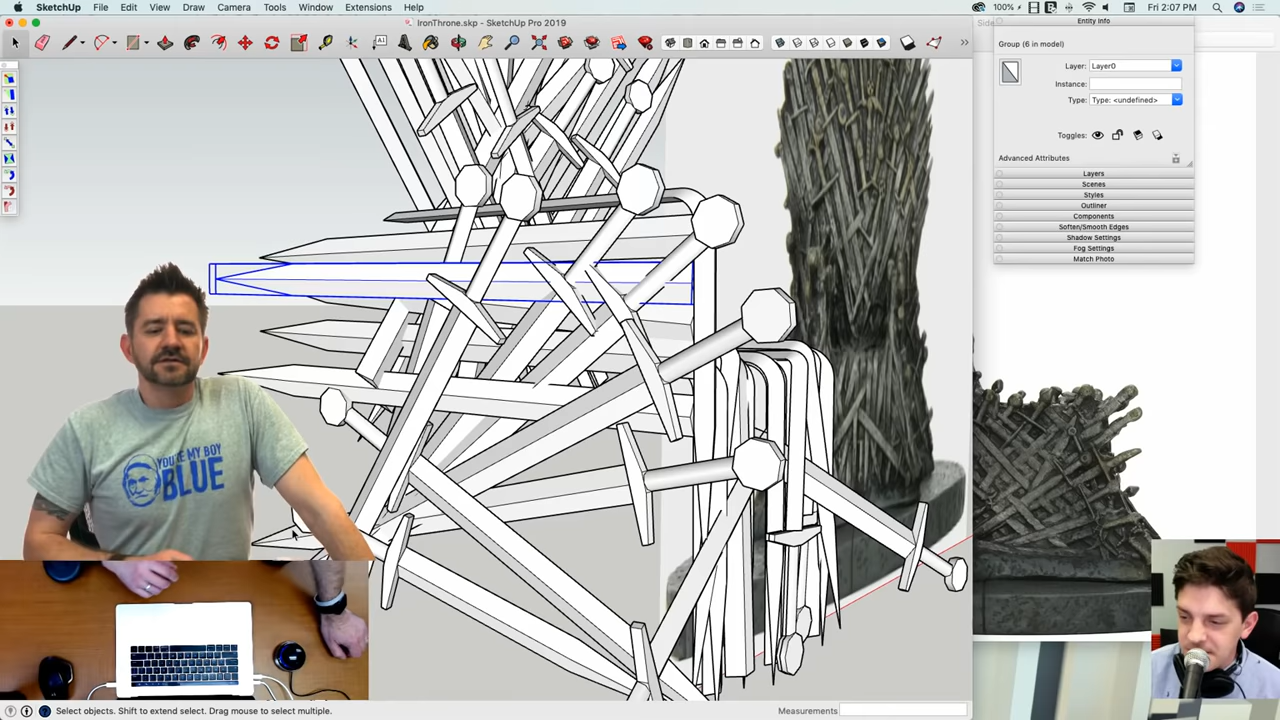 SketchUp File Edit View Draw Camera Tools Window Extensions Help
100% Fri 2:07 PM
IronThrone.skp - SketchUp Pro 2019
Side
Entity Info
Group (6 in model)
Layer: Layer0
Instance:
Type: Type: <undefined>
Toggles:
Advanced Attributes
Layers
Scenes
Styles
Outliner
Components
Soften/Smooth Edges
Shadow Settings
Fog Settings
Match Photo
YOU'RE MY BOY
BLUE
Select objects. Shift to extend select. Drag mouse to select multiple.
Measurements